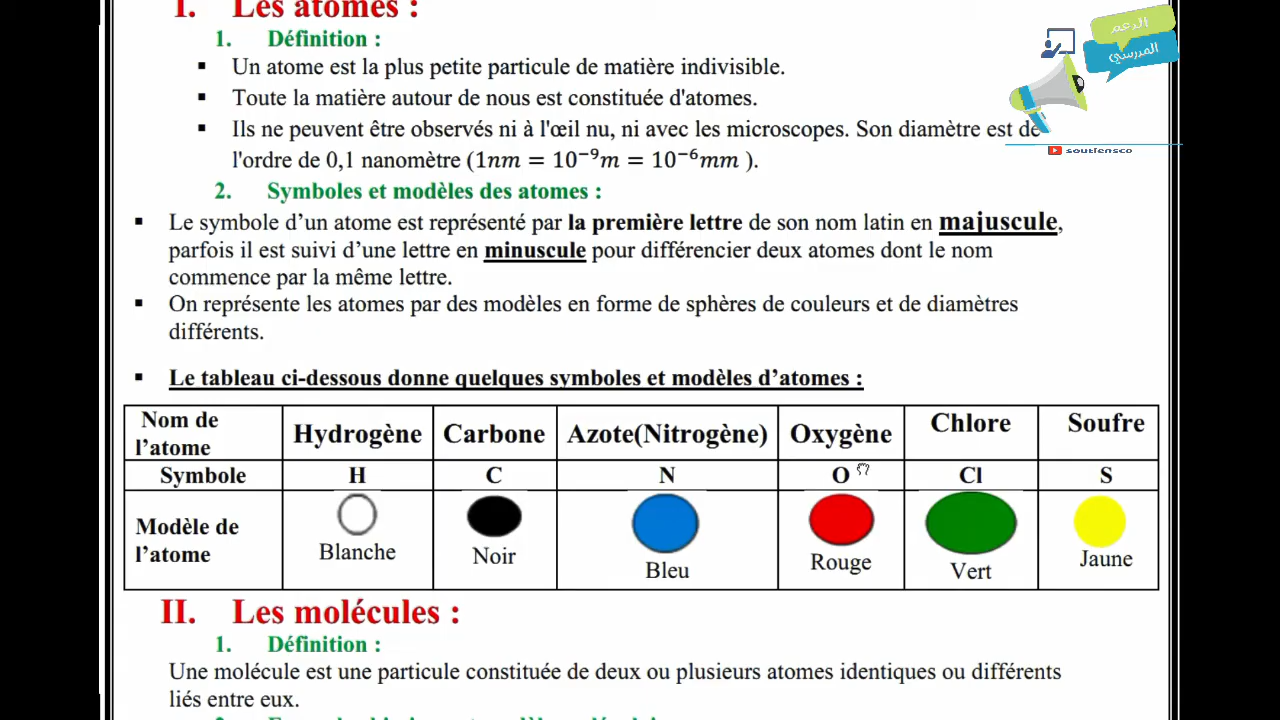 I. Les atomes :
1. Définition :
▪ Un atome est la plus petite particule de matière indivisible.
▪ Toute la matière autour de nous est constituée d'atomes.
▪ Ils ne peuvent être observés ni à l'œil nu, ni avec les microscopes. Son diamètre est de
l'ordre de 0,1 nanomètre (1nm = 10⁻⁹m = 10⁻⁶mm ).
2. Symboles et modèles des atomes :
▪ Le symbole d’un atome est représenté par la première lettre de son nom latin en majuscule,
parfois il est suivi d’une lettre en minuscule pour différencier deux atomes dont le nom
commence par la même lettre.
▪ On représente les atomes par des modèles en forme de sphères de couleurs et de diamètres
différents.
▪ Le tableau ci-dessous donne quelques symboles et modèles d’atomes :
Nom de
l’atome
Hydrogène Carbone Azote(Nitrogène) Oxygène Chlore Soufre
Symbole H C N O Cl S
Modèle de
l’atome
Blanche Noir Bleu Rouge Vert Jaune
II. Les molécules :
1. Définition :
Une molécule est une particule constituée de deux ou plusieurs atomes identiques ou différents
liés entre eux.
الدعم
المدرسي
soutiensco